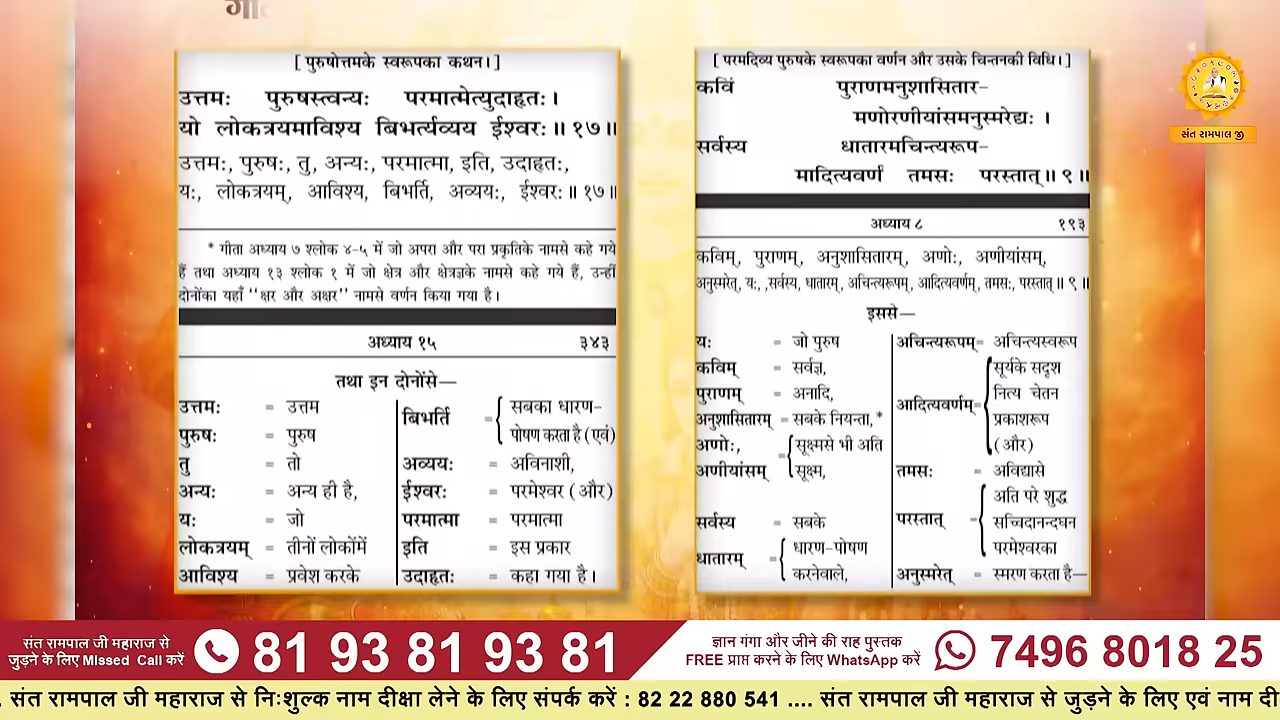 [ पुरुषोत्तमके स्वरूपका कथन।]
उत्तमः पुरुषस्त्वन्यः परमात्मेत्युदाहृतः।
यो लोकत्रयमाविश्य बिभर्त्यव्यय ईश्वरः॥१७॥
उत्तमः, पुरुषः, तु, अन्यः, परमात्मा, इति, उदाहृतः,
यः, लोकत्रयम्, आविश्य, बिभर्ति, अव्ययः, ईश्वरः॥१७॥
* गीता अध्याय ७ श्लोक ४-५ में जो अपरा और परा प्रकृतिके नामसे कहे गये
हैं तथा अध्याय १३ श्लोक १ में जो क्षेत्र और क्षेत्रज्ञके नामसे कहे गये हैं, उन्हीं
दोनोंका यहाँ "क्षर और अक्षर" नामसे वर्णन किया गया है।
अध्याय १५ ३४३
तथा इन दोनोंसे—
उत्तमः = उत्तम
पुरुषः = पुरुष
तु = तो
अन्यः = अन्य ही है,
यः = जो
लोकत्रयम् = तीनों लोकोंमें
आविश्य = प्रवेश करके
बिभर्ति = { सबका धारण-
पोषण करता है (एवं)
अव्ययः = अविनाशी,
ईश्वरः = परमेश्वर (और)
परमात्मा = परमात्मा
इति = इस प्रकार
उदाहृतः = कहा गया है।
[ परमदिव्य पुरुषके स्वरूपका वर्णन और उसके चिन्तनकी विधि।]
कविं पुराणमनुशासितार-
मणोरणीयांसमनुस्मरेद्यः ।
सर्वस्य धातारमचिन्त्यरूप-
मादित्यवर्णं तमसः परस्तात्॥९॥
अध्याय ८ १९३
कविम्, पुराणम्, अनुशासितारम्, अणोः, अणीयांसम्,
अनुस्मरेत्, यः, ,सर्वस्य, धातारम्, अचिन्त्यरूपम्, आदित्यवर्णम्, तमसः, परस्तात्॥९॥
इससे—
यः = जो पुरुष
कविम् = सर्वज्ञ,
पुराणम् = अनादि,
अनुशासितारम् = सबके नियन्ता,*
अणोः, = { सूक्ष्मसे भी अति
अणीयांसम् सूक्ष्म,
सर्वस्य = सबके
धातारम् = { धारण-पोषण
करनेवाले,
अचिन्त्यरूपम् = अचिन्त्यस्वरूप
आदित्यवर्णम् = { सूर्यके सदृश
नित्य चेतन
प्रकाशरूप
(और)
तमसः = अविद्यासे
परस्तात् = { अति परे शुद्ध
सच्चिदानन्दघन
परमेश्वरका
अनुस्मरेत् = स्मरण करता है—
संत रामपाल जी
संत रामपाल जी महाराज से
जुड़ने के लिए Missed Call करें
81 93 81 93 81
ज्ञान गंगा और जीने की राह पुस्तक
FREE प्राप्त करने के लिए WhatsApp करें
7496 8018 25
. संत रामपाल जी महाराज से निःशुल्क नाम दीक्षा लेने के लिए संपर्क करें : 82 22 880 541 .... संत रामपाल जी महाराज से जुड़ने के लिए एवं नाम दी